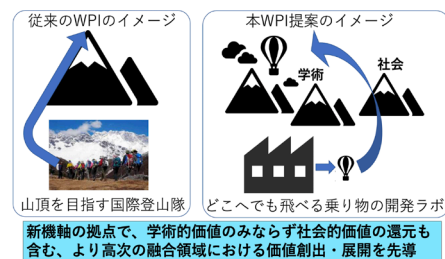 従来のWPIのイメージ
山頂を目指す国際登山隊
本WPI提案のイメージ
学術
社会
どこへでも飛べる乗り物の開発ラボ
新機軸の拠点で、学術的価値のみならず社会的価値の還元も
含む、より高次の融合領域における価値創出・展開を先導